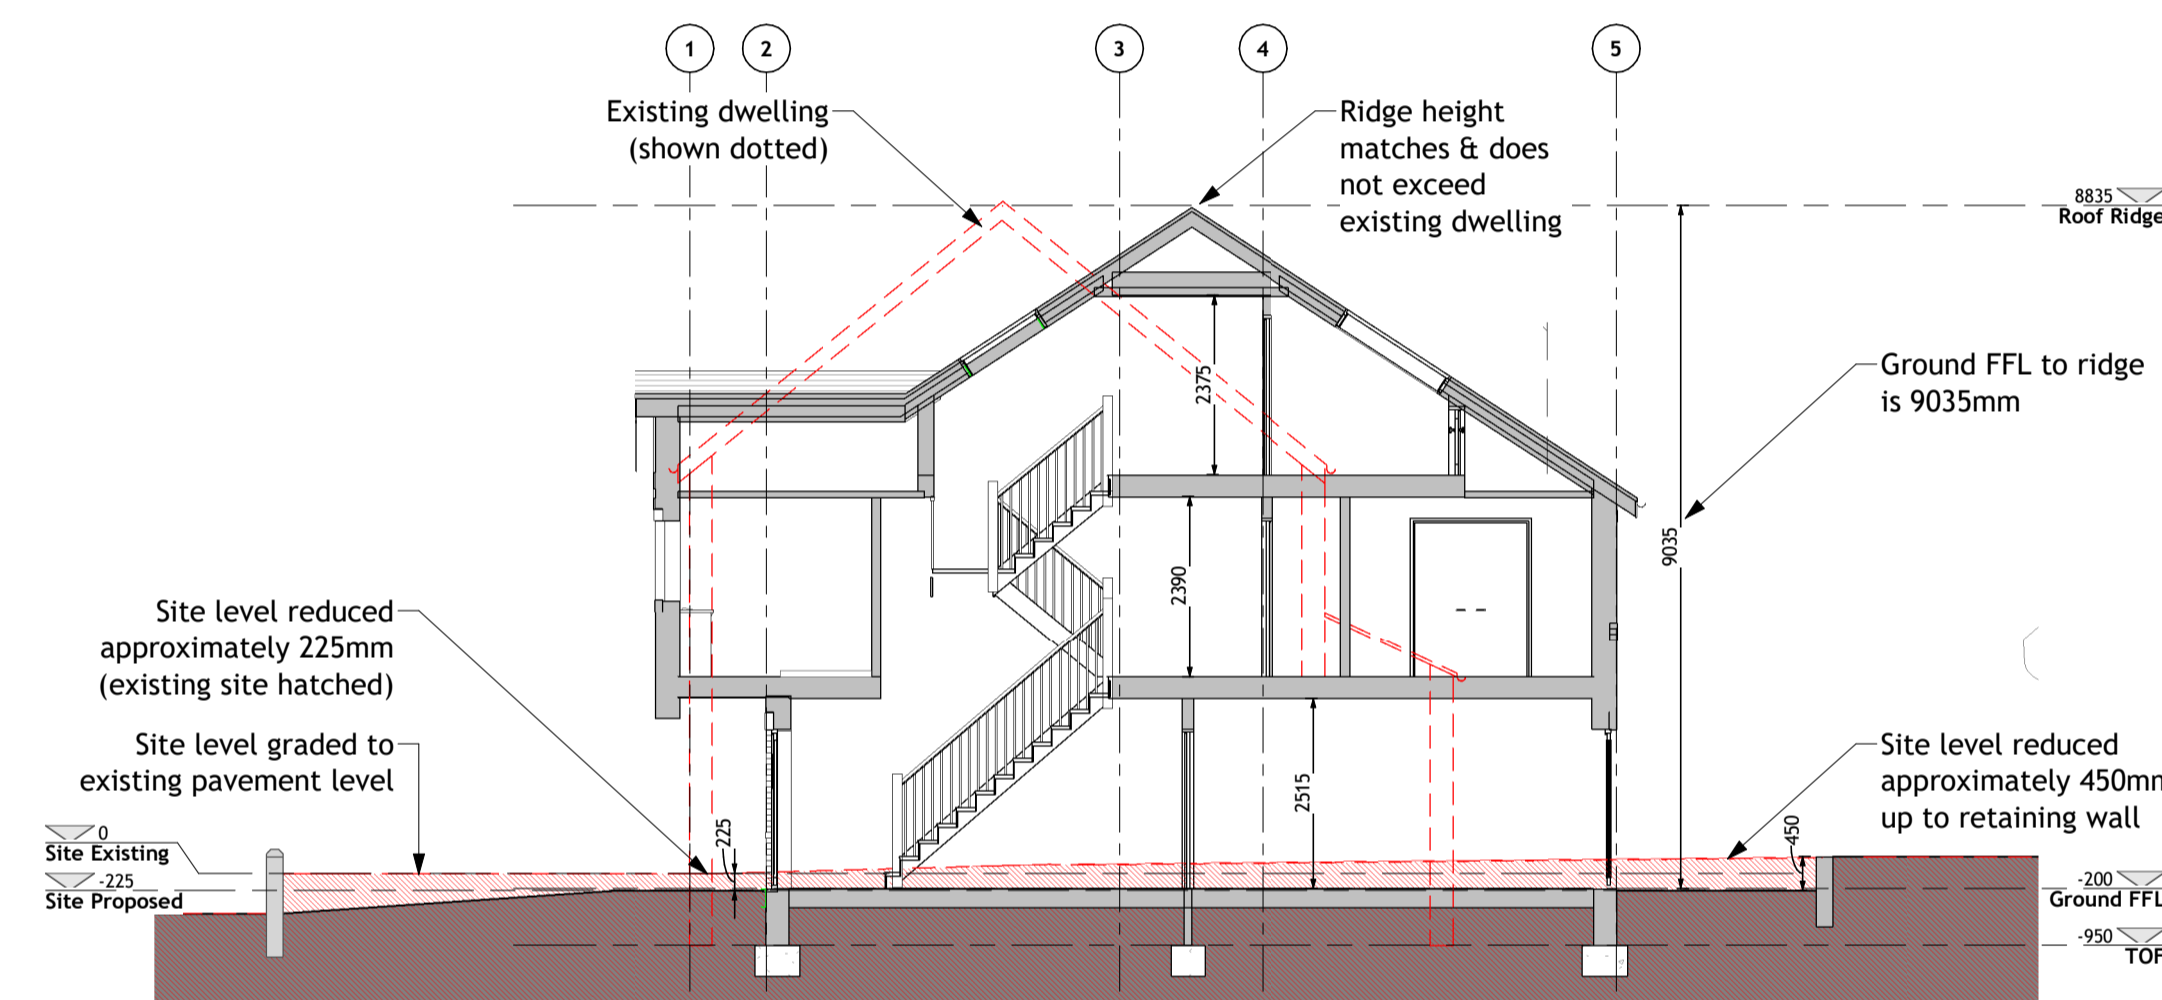 1
2
3
4
5
Existing dwelling
(shown dotted)
Ridge height
matches & does
not exceed
existing dwelling
8835
Roof Ridge
Ground FFL to ridge
is 9035mm
2375
2390
9035
2515
225
450
Site level reduced
approximately 225mm
(existing site hatched)
Site level graded to
existing pavement level
0
Site Existing
-225
Site Proposed
Site level reduced
approximately 450mm
up to retaining wall
-200
Ground FFL
-950
TOF